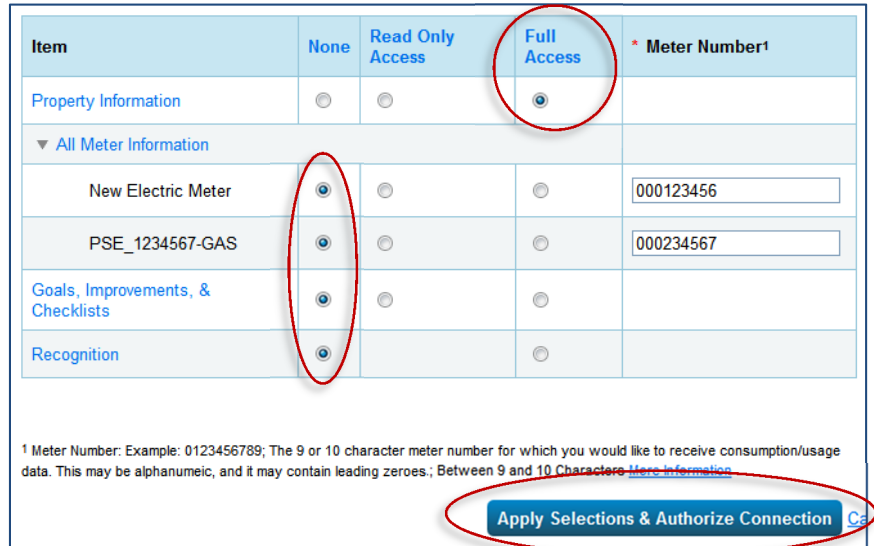 Item None Read Only Access Full Access * Meter Number1
Property Information
▼ All Meter Information
New Electric Meter 000123456
PSE_1234567-GAS 000234567
Goals, Improvements, &
Checklists
Recognition
1 Meter Number: Example: 0123456789; The 9 or 10 character meter number for which you would like to receive consumption/usage
data. This may be alphanumeic, and it may contain leading zeroes.; Between 9 and 10 Characters More Information
Apply Selections & Authorize Connection Ca